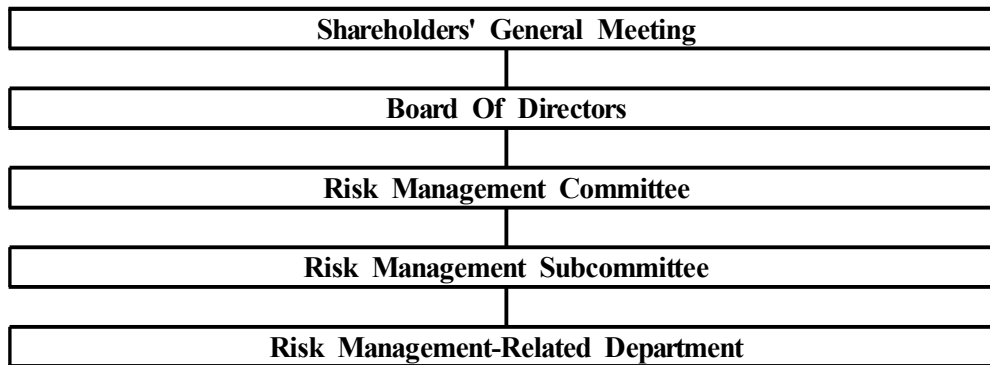 Shareholders' General Meeting
Board Of Directors
Risk Management Committee
Risk Management Subcommittee
Risk Management-Related Department